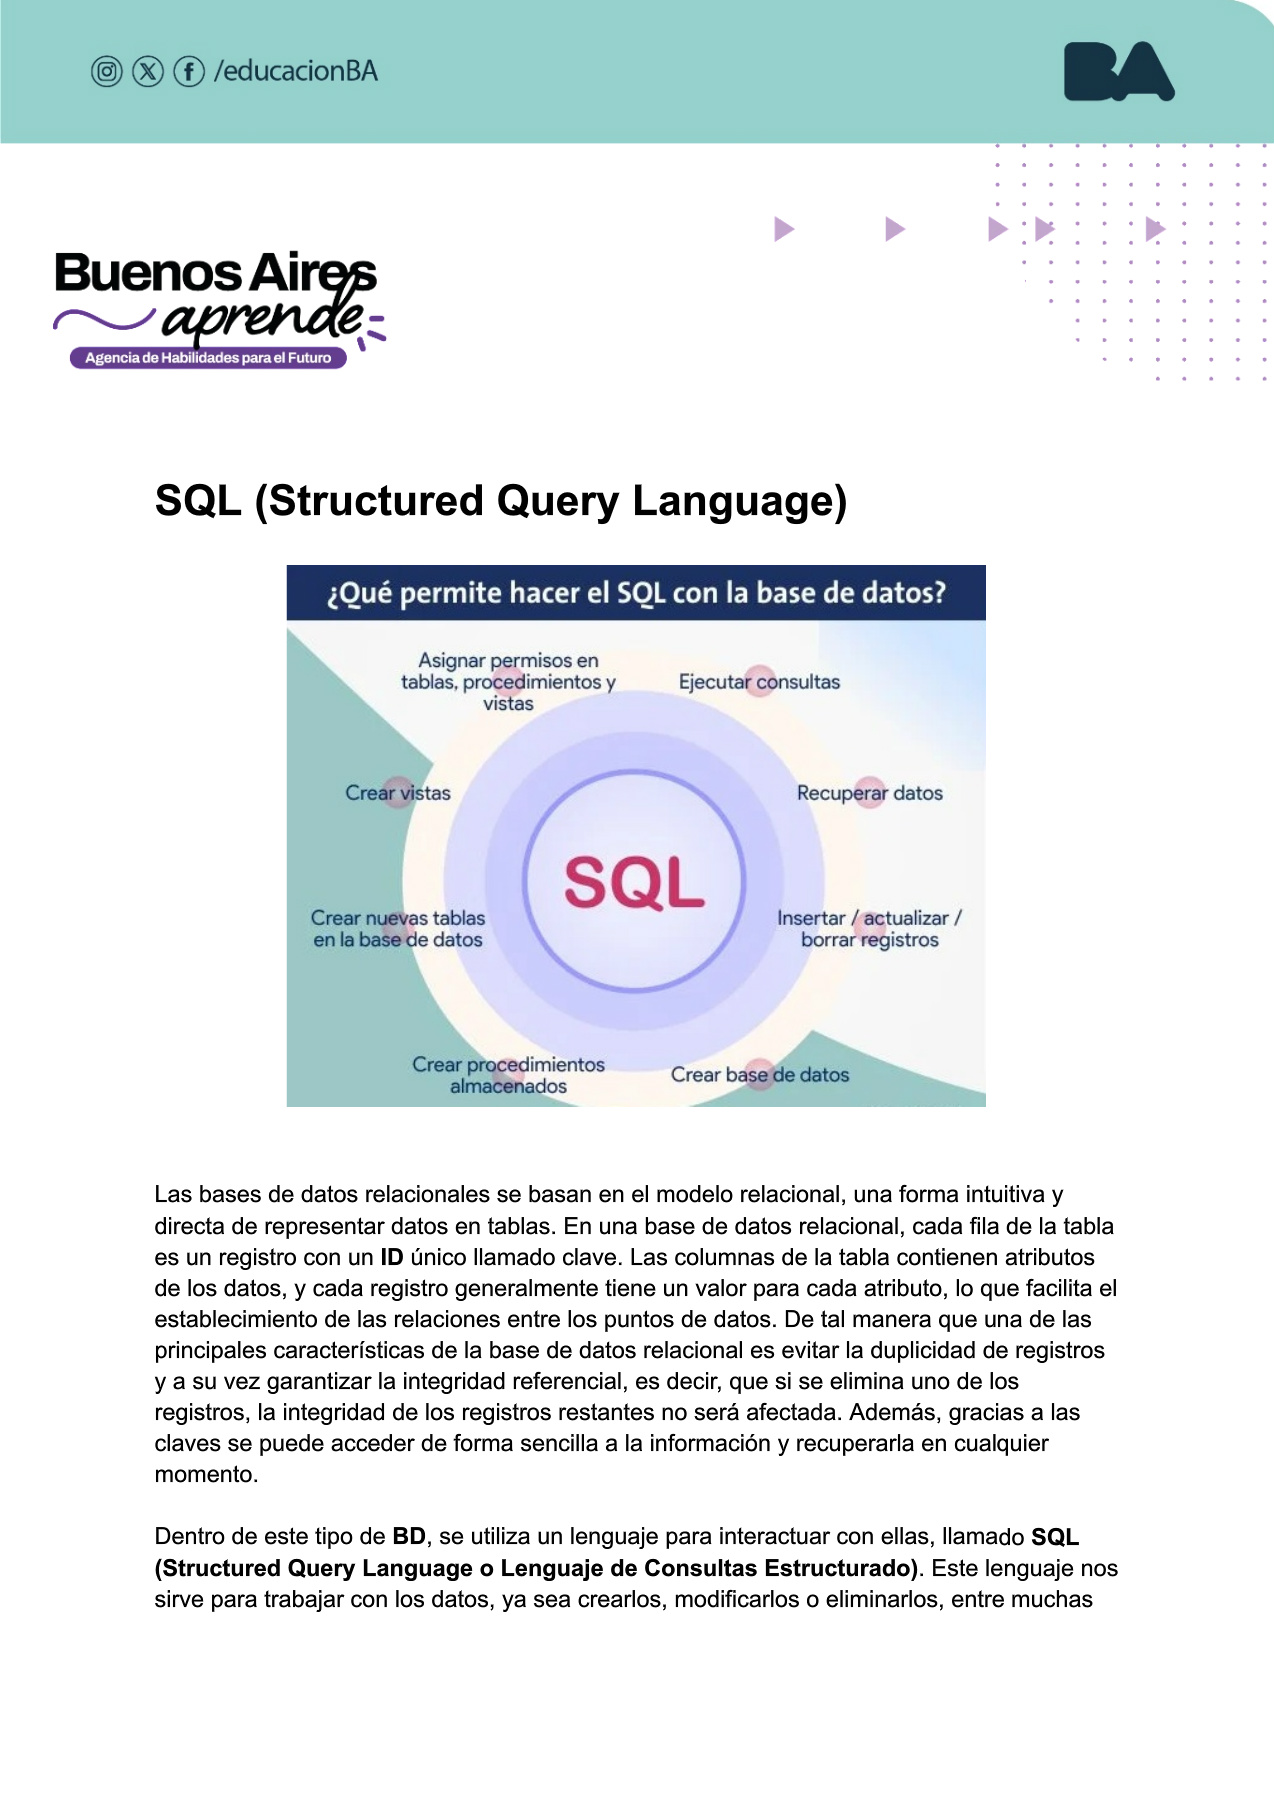 /educacionBA
BA
Buenos Aires
aprende
Agencia de Habilidades para el Futuro
SQL (Structured Query Language)
¿Qué permite hacer el SQL con la base de datos?
Asignar permisos en
tablas, procedimientos y
vistas
Ejecutar consultas
Crear vistas
Recuperar datos
SQL
Crear nuevas tablas
en la base de datos
Insertar / actualizar /
borrar registros
Crear procedimientos
almacenados
Crear base de datos
Las bases de datos relacionales se basan en el modelo relacional, una forma intuitiva y
directa de representar datos en tablas. En una base de datos relacional, cada fila de la tabla
es un registro con un ID único llamado clave. Las columnas de la tabla contienen atributos
de los datos, y cada registro generalmente tiene un valor para cada atributo, lo que facilita el
establecimiento de las relaciones entre los puntos de datos. De tal manera que una de las
principales características de la base de datos relacional es evitar la duplicidad de registros
y a su vez garantizar la integridad referencial, es decir, que si se elimina uno de los
registros, la integridad de los registros restantes no será afectada. Además, gracias a las
claves se puede acceder de forma sencilla a la información y recuperarla en cualquier
momento.
Dentro de este tipo de BD, se utiliza un lenguaje para interactuar con ellas, llamado SQL
(Structured Query Language o Lenguaje de Consultas Estructurado). Este lenguaje nos
sirve para trabajar con los datos, ya sea crearlos, modificarlos o eliminarlos, entre muchas